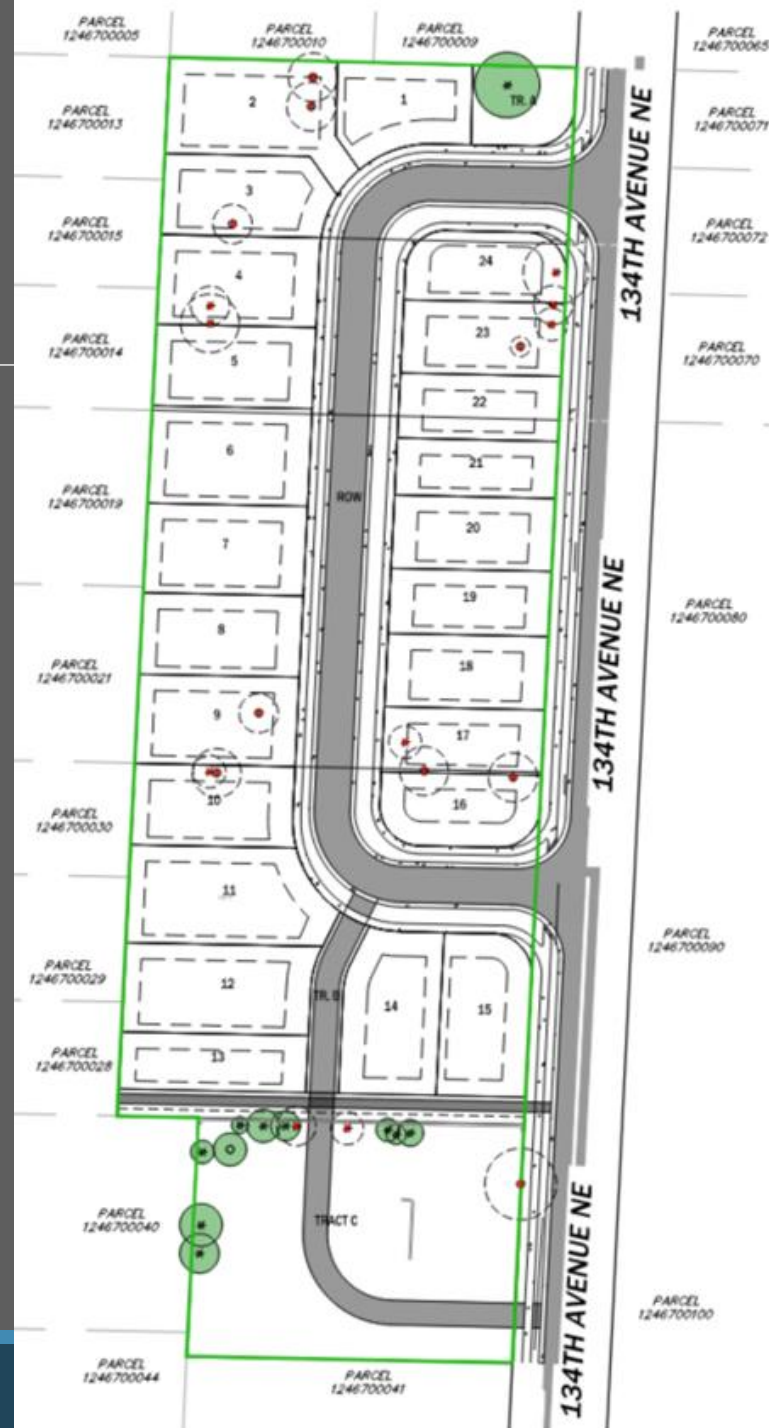 PARCEL
1246700005
PARCEL
1246700010
PARCEL
1246700009
PARCEL
1246700065
PARCEL
1246700013
2
1
TR. A
PARCEL
1246700071
134TH AVENUE NE
3
PARCEL
1246700015
PARCEL
1246700072
4
24
PARCEL
1246700014
5
23
PARCEL
1246700070
22
6
21
PARCEL
1246700019
ROW
20
7
19
PARCEL
1246700080
8
18
134TH AVENUE NE
PARCEL
1246700021
9
17
10
16
PARCEL
1246700030
11
PARCEL
1246700090
PARCEL
1246700029
12
TR. B
14
15
PARCEL
1246700028
13
PARCEL
1246700040
TRACT C
134TH AVENUE NE
PARCEL
1246700100
PARCEL
1246700044
PARCEL
1246700041